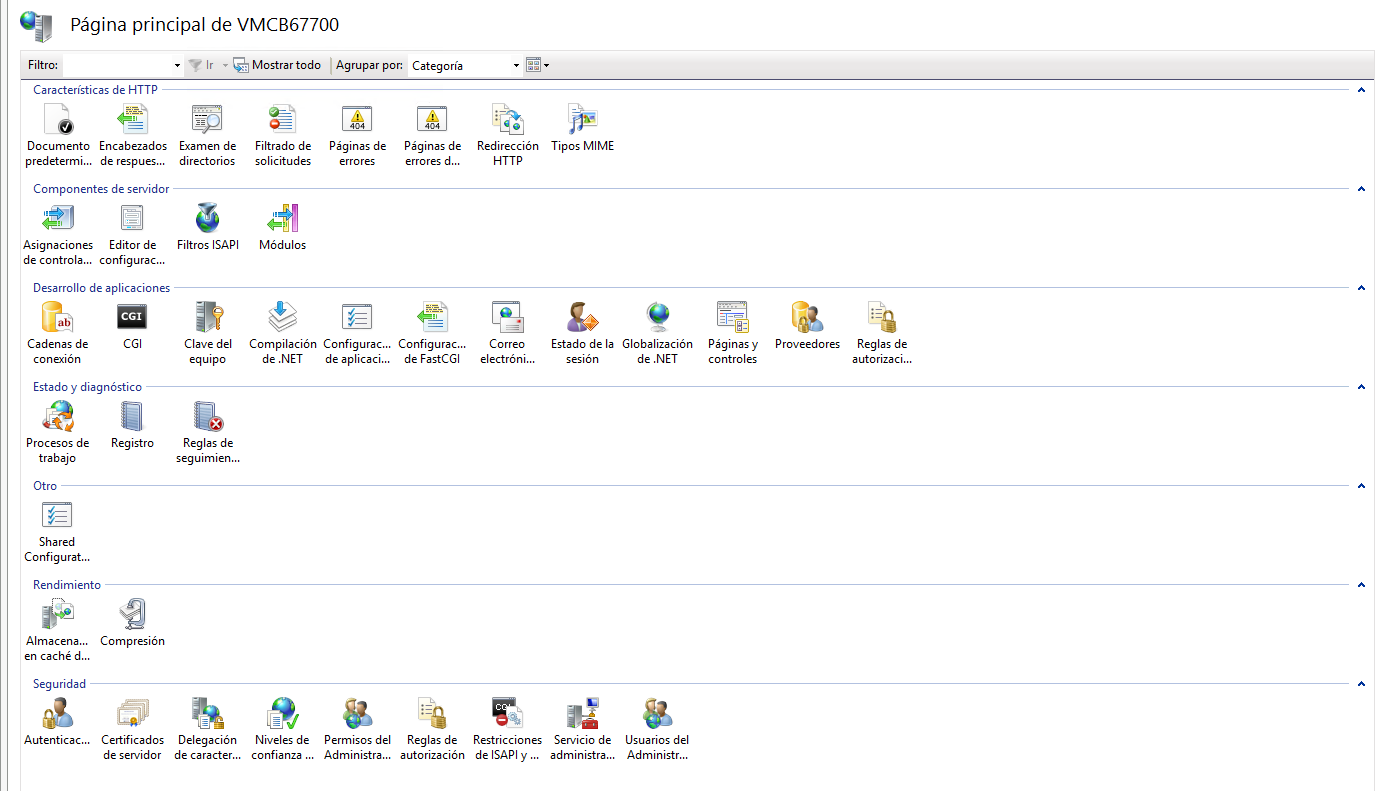 Página principal de VMCB67700
Filtro: Ir Mostrar todo Agrupar por: Categoría
Características de HTTP
Documento Encabezados Examen de Filtrado de Páginas de Páginas de Redirección Tipos MIME
predetermi... de respues... directorios solicitudes errores errores d... HTTP
404 404
Componentes de servidor
Asignaciones Editor de Filtros ISAPI Módulos
de controla... configurac...
Desarrollo de aplicaciones
ab CGI
Cadenas de CGI Clave del Compilación Configurac... Configurac... Correo Estado de la Globalización Páginas y Proveedores Reglas de
conexión equipo de .NET de aplicaci... de FastCGI electróni... sesión de .NET controles autorizaci...
Estado y diagnóstico
Procesos de Registro Reglas de
trabajo seguimien...
Otro
Shared
Configurat...
Rendimiento
Almacena... Compresión
en caché d...
Seguridad
CGI
Autenticac... Certificados Delegación Niveles de Permisos del Reglas de Restricciones Servicio de Usuarios del
de servidor de caracter... confianza ... Administra... autorización de ISAPI y ... administra... Administr...